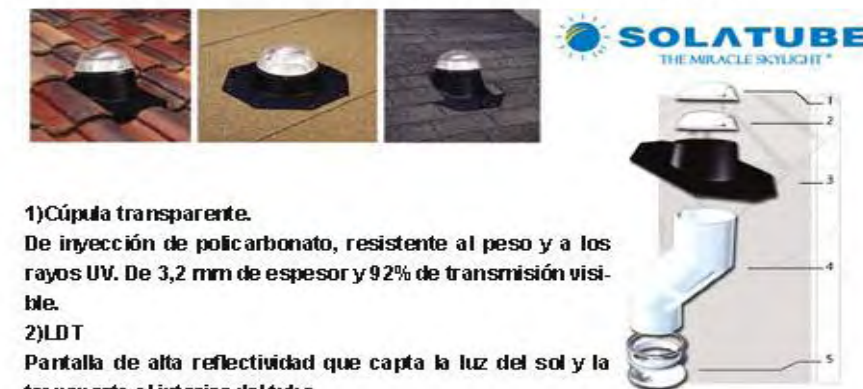 SOLATUBE
THE MIRACLE SKYLIGHT®
1
2
3
4
5
1)Cúpula transparente.
De inyección de policarbonato, resistente al peso y a los
rayos UV. De 3,2 mm de espesor y 92% de transmisión visi-
ble.
2)LDT
Pantalla de alta reflectividad que capta la luz del sol y la